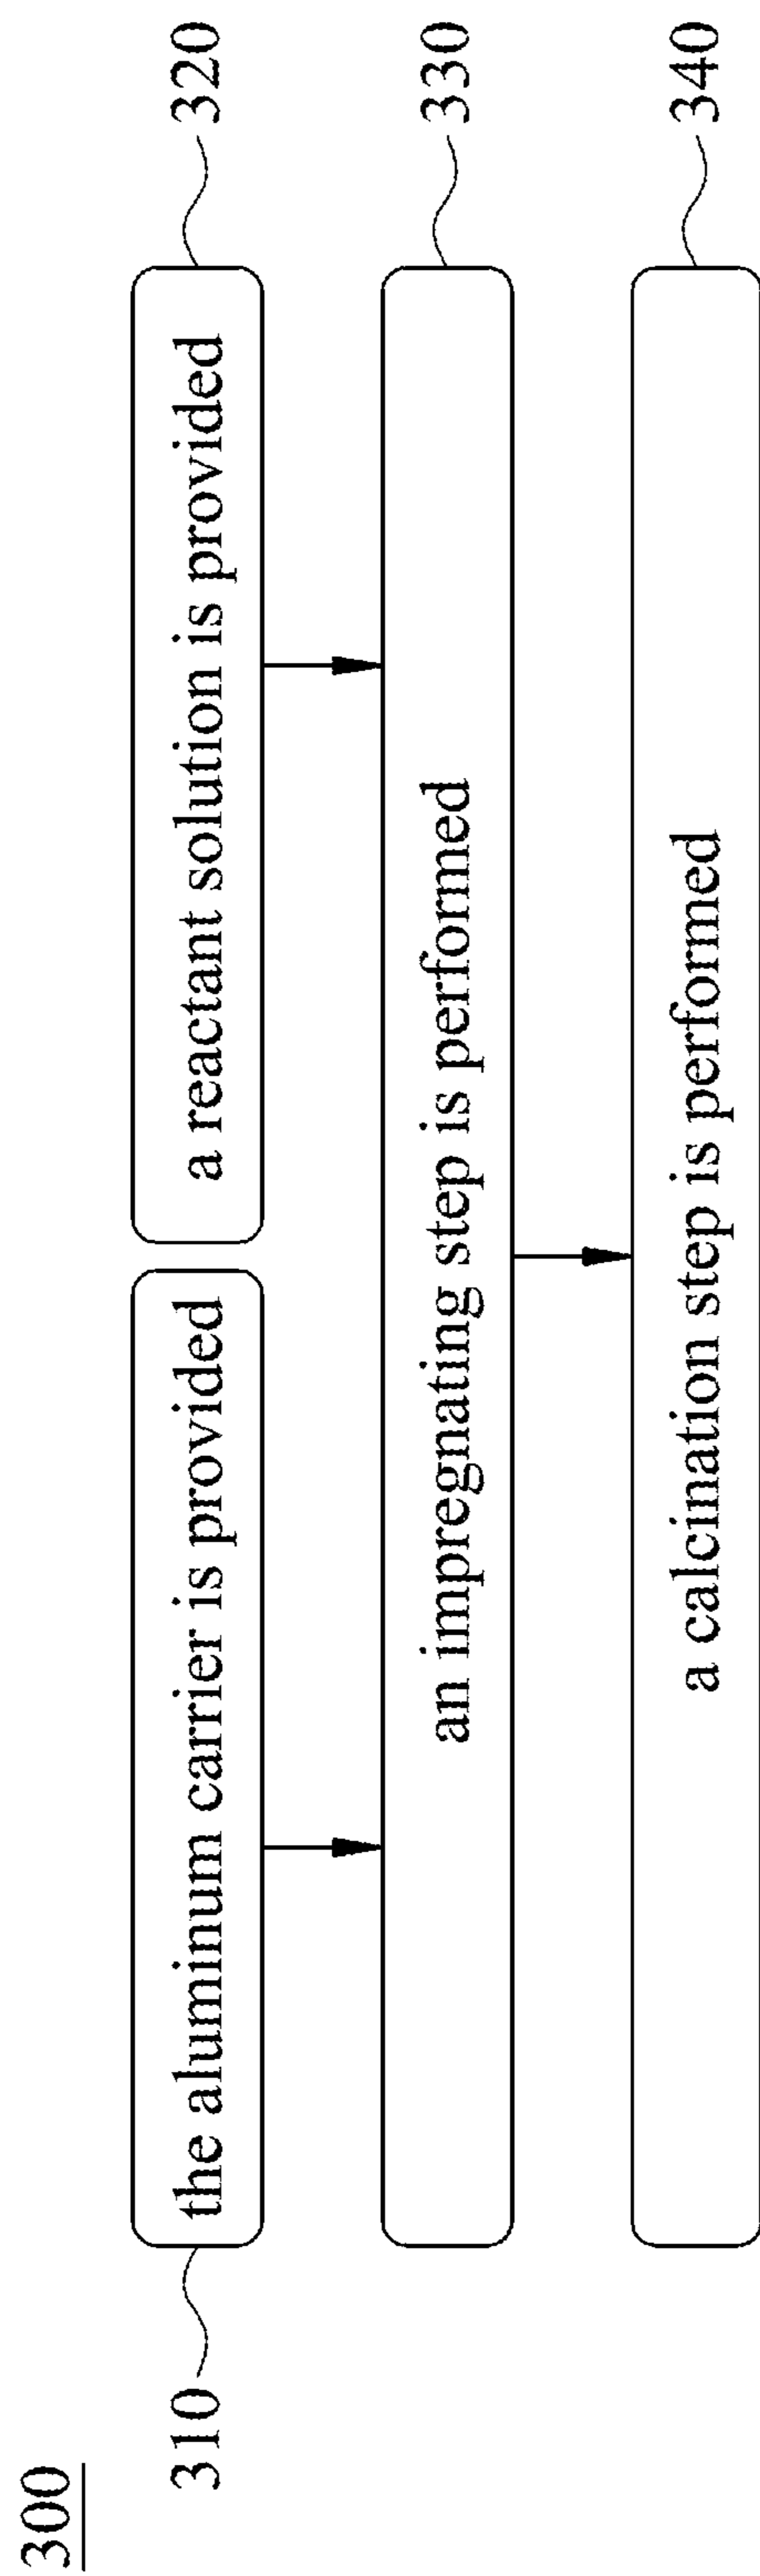 300
310
the aluminum carrier is provided
a reactant solution is provided
320
an impregnating step is performed
330
a calcination step is performed
340